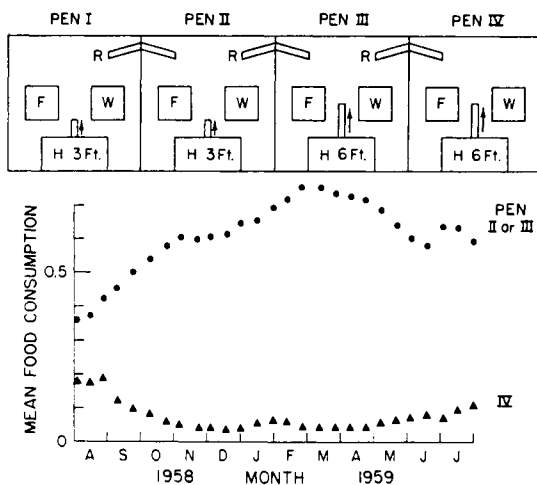 PEN I PEN II PEN III PEN IV
R R R
F W F W F W F W
H 3 Ft. H 3 Ft. H 6 Ft. H 6 Ft.
MEAN FOOD CONSUMPTION
0.5
0
PEN
II or III
IV
A S O N D J F M A M J J
1958 MONTH 1959